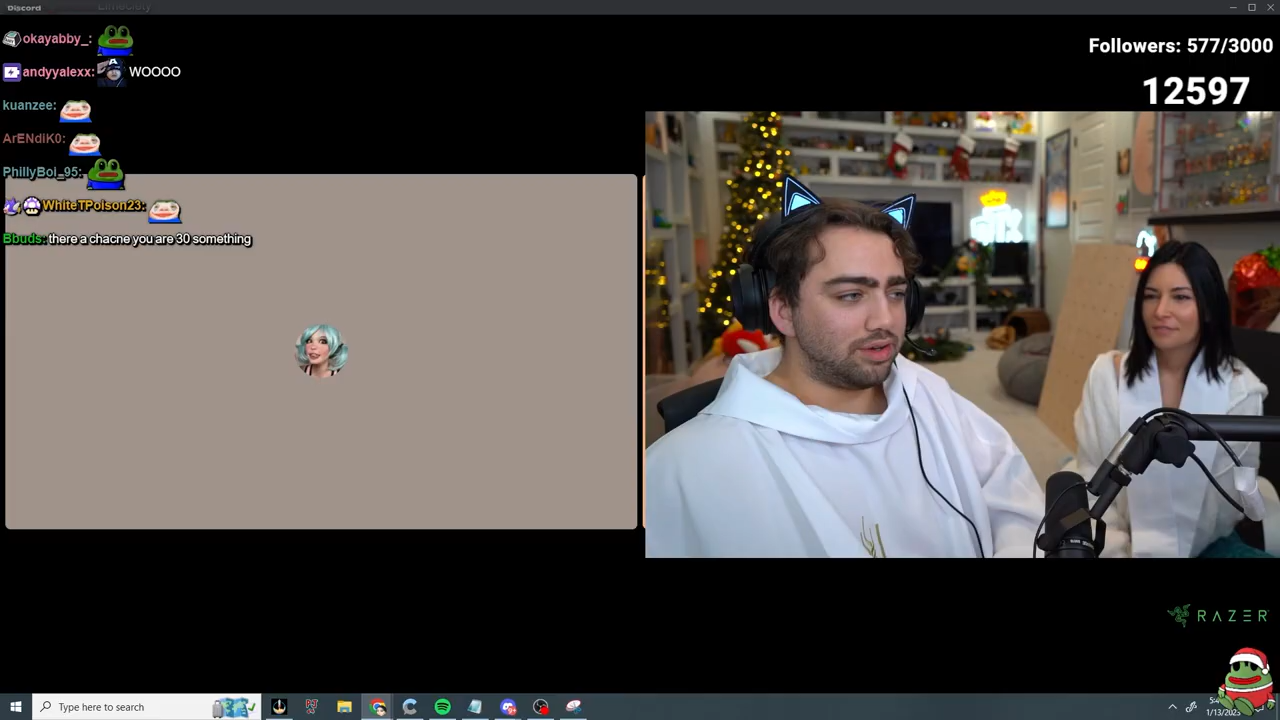 Discord
okayabby_:
Followers: 577/3000
andyyalexx: WOOOO
12597
kuanzee:
ArENDiK0:
PhillyBoi_95:
WhiteTPoison23:
Bbuds: there a chacne you are 30 something
RAZER
Type here to search